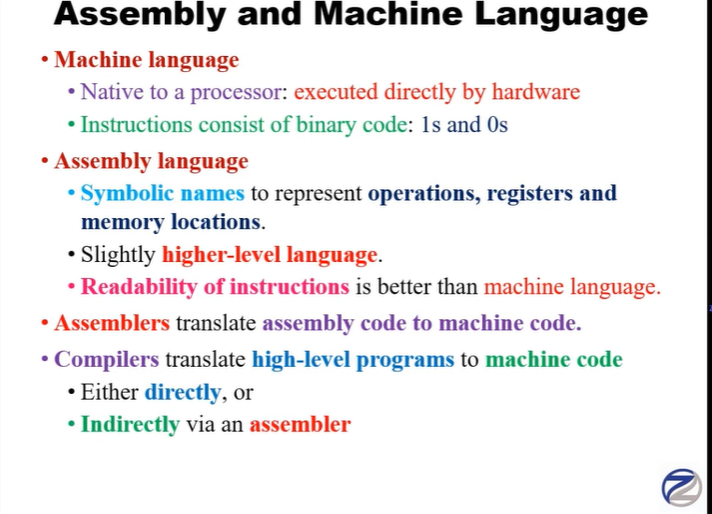 Assembly and Machine Language
• Machine language
• Native to a processor: executed directly by hardware
• Instructions consist of binary code: 1s and 0s
• Assembly language
• Symbolic names to represent operations, registers and
memory locations.
• Slightly higher-level language.
• Readability of instructions is better than machine language.
• Assemblers translate assembly code to machine code.
• Compilers translate high-level programs to machine code
• Either directly, or
• Indirectly via an assembler